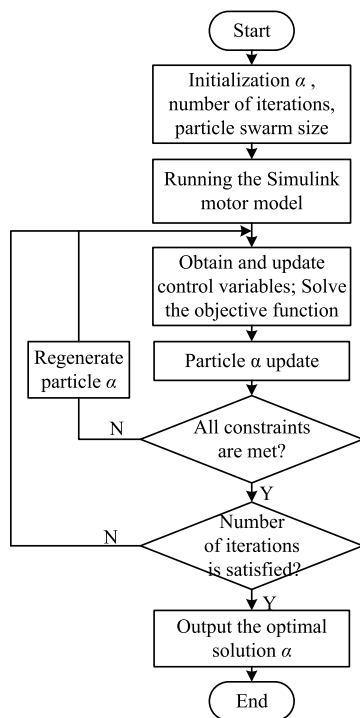 Start
Initialization α ,
number of iterations,
particle swarm size
Running the Simulink
motor model
Obtain and update
control variables; Solve
the objective function
Regenerate
particle α
Particle α update
N
All constraints
are met?
Y
N
Number
of iterations
is satisfied?
Y
Output the optimal
solution α
End